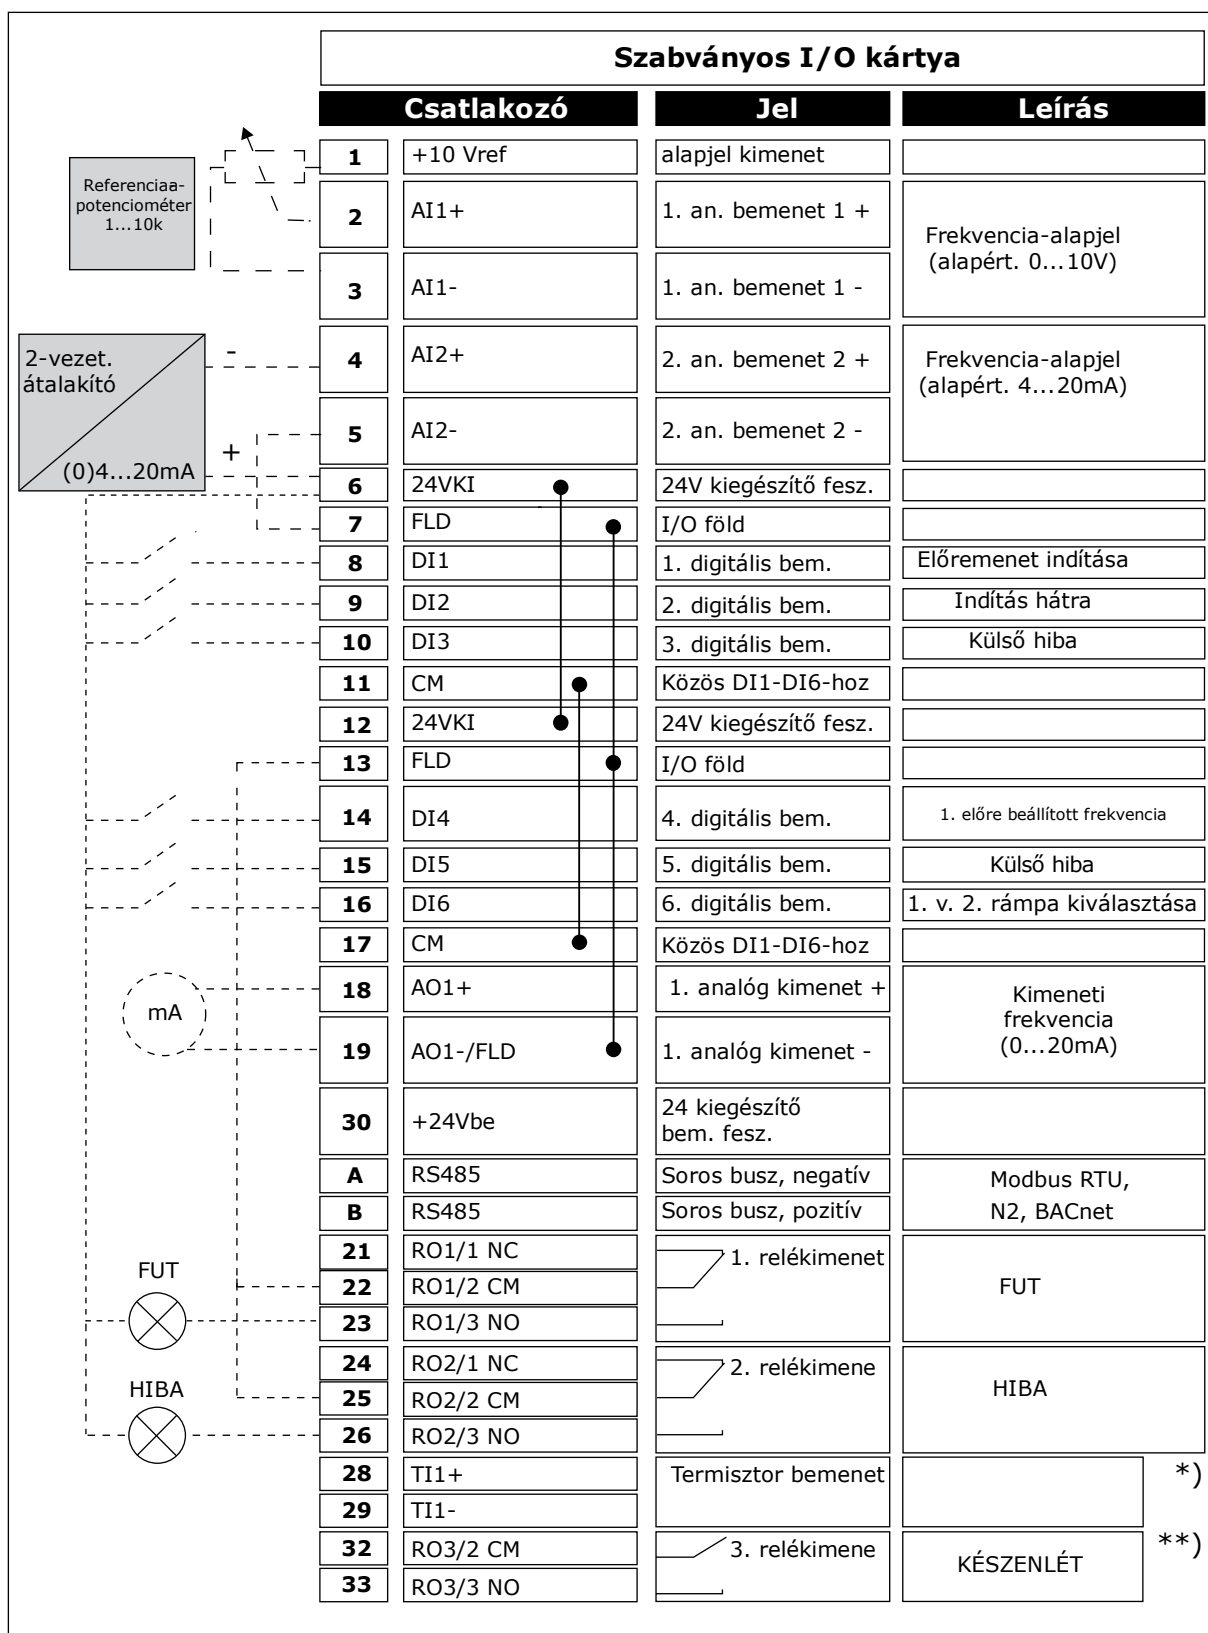 Szabványos I/O kártya
Csatlakozó Jel Leírás
1 +10 Vref alapjel kimenet
Referenciaa-
potenciométer
1...10k
2 AI1+ 1. an. bemenet 1 +
Frekvencia-alapjel
(alapért. 0...10V)
3 AI1- 1. an. bemenet 1 -
2-vezet.
átalakító
-
+
(0)4...20mA
4 AI2+ 2. an. bemenet 2 +
Frekvencia-alapjel
(alapért. 4...20mA)
5 AI2- 2. an. bemenet 2 -
6 24VKI 24V kiegészítő fesz.
7 FLD I/O föld
8 DI1 1. digitális bem. Előremenet indítása
9 DI2 2. digitális bem. Indítás hátra
10 DI3 3. digitális bem. Külső hiba
11 CM Közös DI1-DI6-hoz
12 24VKI 24V kiegészítő fesz.
13 FLD I/O föld
14 DI4 4. digitális bem. 1. előre beállított frekvencia
15 DI5 5. digitális bem. Külső hiba
16 DI6 6. digitális bem. 1. v. 2. rámpa kiválasztása
17 CM Közös DI1-DI6-hoz
mA
18 AO1+ 1. analóg kimenet +
Kimeneti
frekvencia
(0...20mA)
19 AO1-/FLD 1. analóg kimenet -
30 +24Vbe 24 kiegészítő
bem. fesz.
A RS485 Soros busz, negatív
Modbus RTU,
B RS485 Soros busz, pozitív
N2, BACnet
21 RO1/1 NC 1. relékimenet
FUT
22 RO1/2 CM FUT
23 RO1/3 NO
24 RO2/1 NC 2. relékimene
HIBA
25 RO2/2 CM HIBA
26 RO2/3 NO
28 TI1+ Termisztor bemenet *)
29 TI1-
32 RO3/2 CM 3. relékimene KÉSZENLÉT **)
33 RO3/3 NO